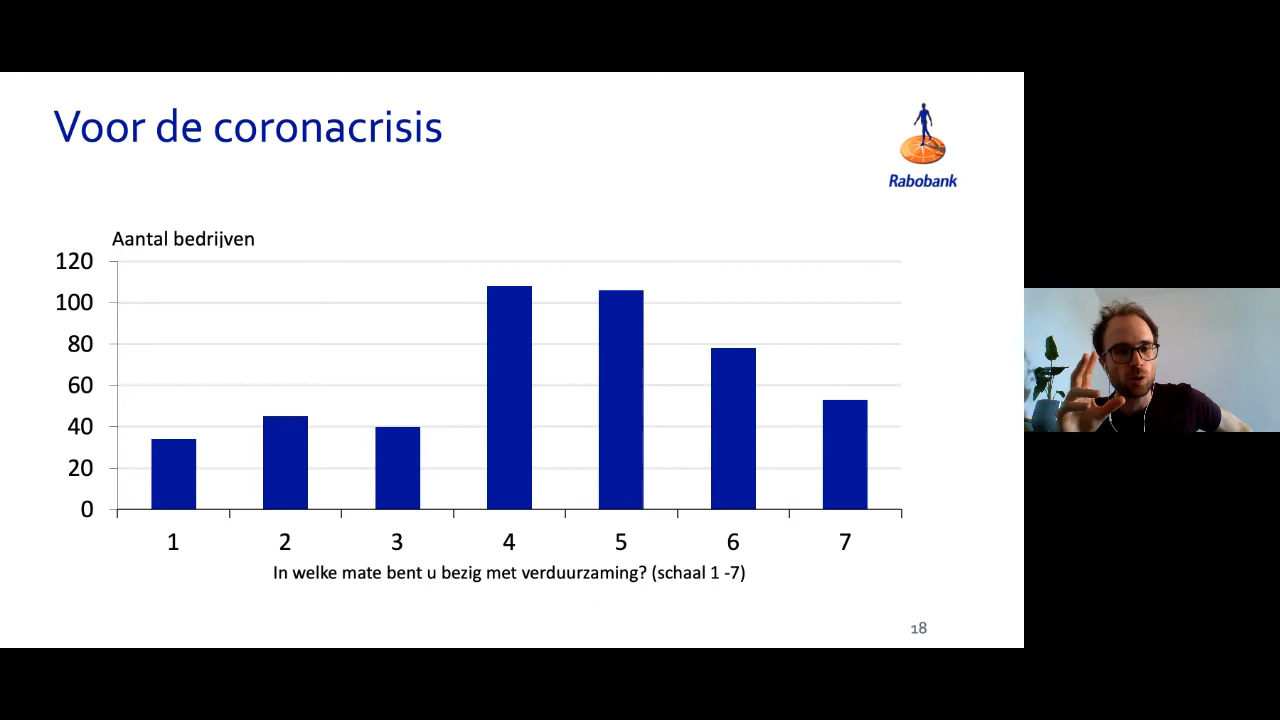 Voor de coronacrisis
Rabobank
Aantal bedrijven
120
100
80
60
40
20
0
1 2 3 4 5 6 7
In welke mate bent u bezig met verduurzaming? (schaal 1 -7)
18